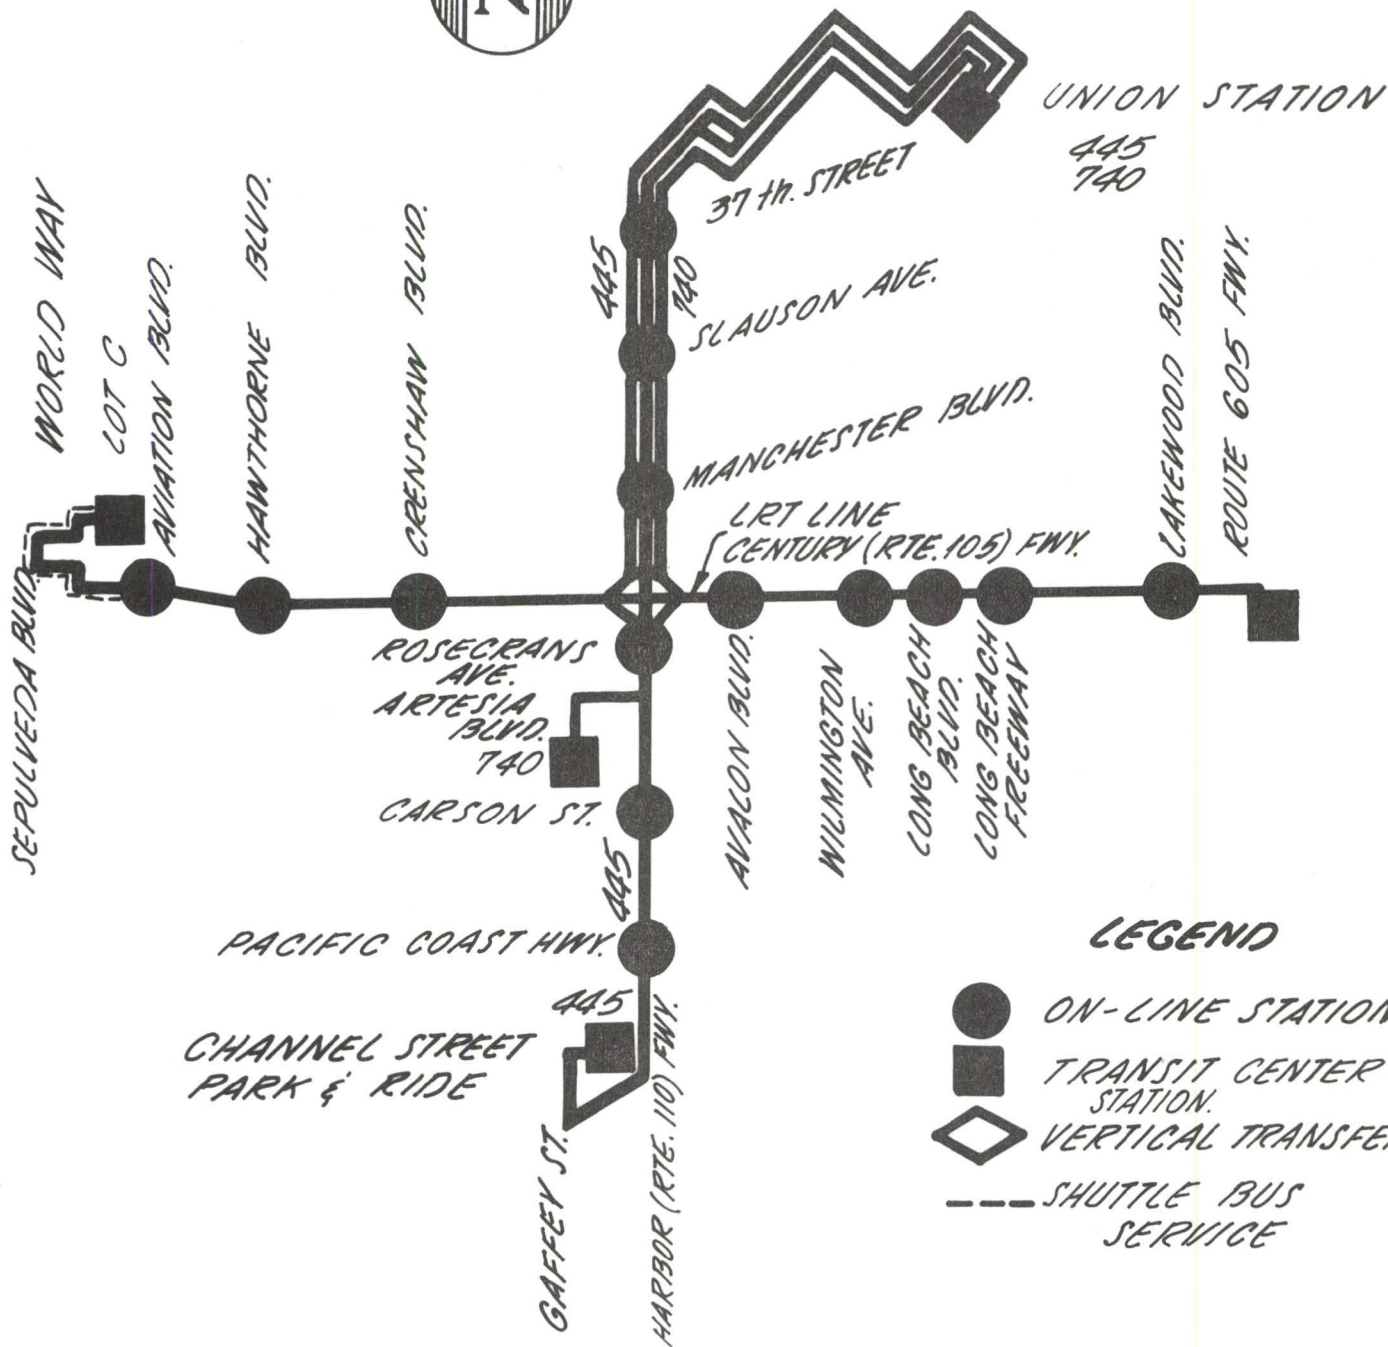 N
UNION STATION
445
740
37th. STREET
WORLD WAY
LOT C
AVIATION BLVD.
HAWTHORNE BLVD.
CRENSHAW BLVD.
445
740
SLAUSON AVE.
MANCHESTER BLVD.
LAKEWOOD BLVD.
ROUTE 605 FWY.
LRT LINE
CENTURY (RTE. 105) FWY.
SEPULVEDA BLVD.
ROSECRANS
AVE.
ARTESIA
BLVD.
740
CARSON ST.
AVALON BLVD.
WILMINGTON
AVE.
LONG BEACH
BLVD.
LONG BEACH
FREEWAY
445
PACIFIC COAST HWY.
445
CHANNEL STREET
PARK & RIDE
GAFFEY ST.
HARBOR (RTE. 110) FWY.
LEGEND
ON-LINE STATION
TRANSIT CENTER
STATION.
VERTICAL
SHUTTLE BUS
SERVICE